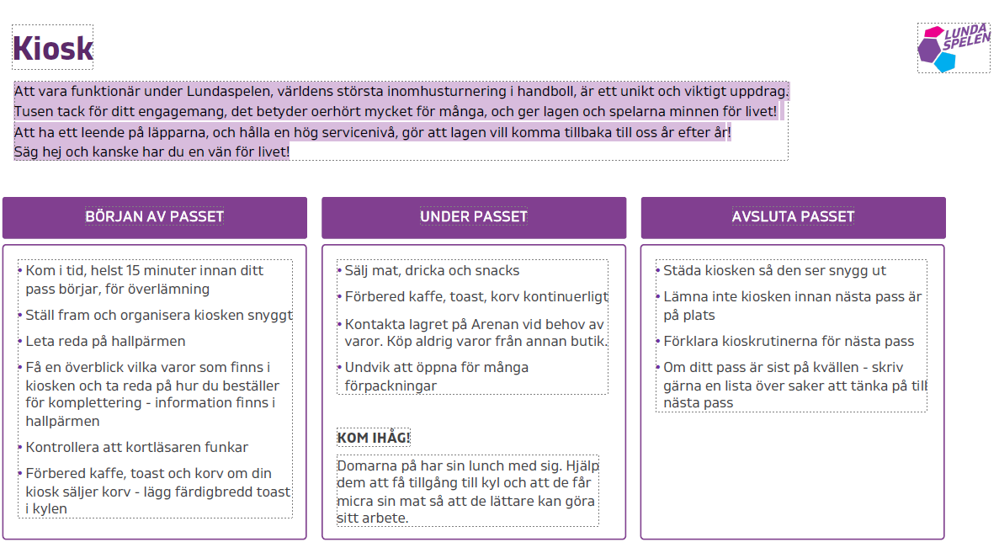 Kiosk
LUNDA
SPELEN
Att vara funktionär under Lundaspelen, världens största inomhusturnering i handboll, är ett unikt och viktigt uppdrag.
Tusen tack för ditt engagemang, det betyder oerhört mycket för många, och ger lagen och spelarna minnen för livet!
Att ha ett leende på läpparna, och hålla en hög servicenivå, gör att lagen vill komma tillbaka till oss år efter år!
Säg hej och kanske har du en vän för livet!
BÖRJAN AV PASSET
• Kom i tid, helst 15 minuter innan ditt
pass börjar, för överlämning
• Ställ fram och organisera kiosken snyggt
• Leta reda på hallpärmen
• Få en överblick vilka varor som finns i
kiosken och ta reda på hur du beställer
för komplettering - information finns i
hallpärmen
• Kontrollera att kortläsaren funkar
• Förbered kaffe, toast och korv om din
kiosk säljer korv - lägg färdigbredd toast
i kylen
UNDER PASSET
• Sälj mat, dricka och snacks
• Förbered kaffe, toast, korv kontinuerligt
• Kontakta lagret på Arenan vid behov av
varor. Köp aldrig varor från annan butik.
• Undvik att öppna för många
förpackningar
KOM IHÅG!
Domarna på har sin lunch med sig. Hjälp
dem att få tillgång till kyl och att de får
micra sin mat så att de lättare kan göra
sitt arbete.
AVSLUTA PASSET
• Städa kiosken så den ser snygg ut
• Lämna inte kiosken innan nästa pass är
på plats
• Förklara kioskrutinerna för nästa pass
• Om ditt pass är sist på kvällen - skriv
gärna en lista över saker att tänka på till
nästa pass